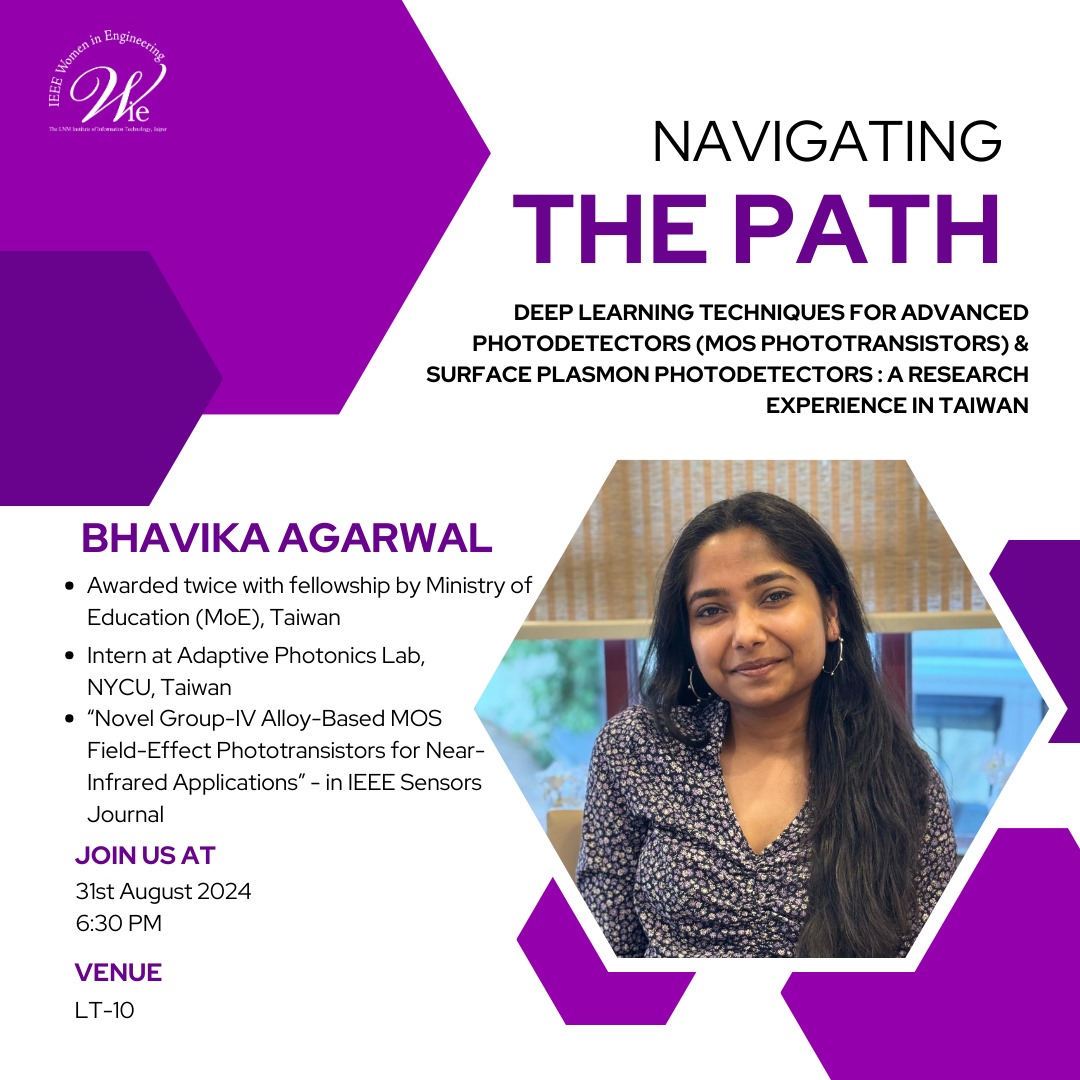 IEEE Women in Engineering
Wie
The LNM Institute of Information Technology, Jaipur
NAVIGATING
THE PATH
DEEP LEARNING TECHNIQUES FOR ADVANCED
PHOTODETECTORS (MOS PHOTOTRANSISTORS) &
SURFACE PLASMON PHOTODETECTORS : A RESEARCH
EXPERIENCE IN TAIWAN
BHAVIKA AGARWAL
• Awarded twice with fellowship by Ministry of
Education (MoE), Taiwan
• Intern at Adaptive Photonics Lab,
NYCU, Taiwan
• “Novel Group-IV Alloy-Based MOS
Field-Effect Phototransistors for Near-
Infrared Applications” - in IEEE Sensors
Journal
JOIN US AT
31st August 2024
6:30 PM
VENUE
LT-10